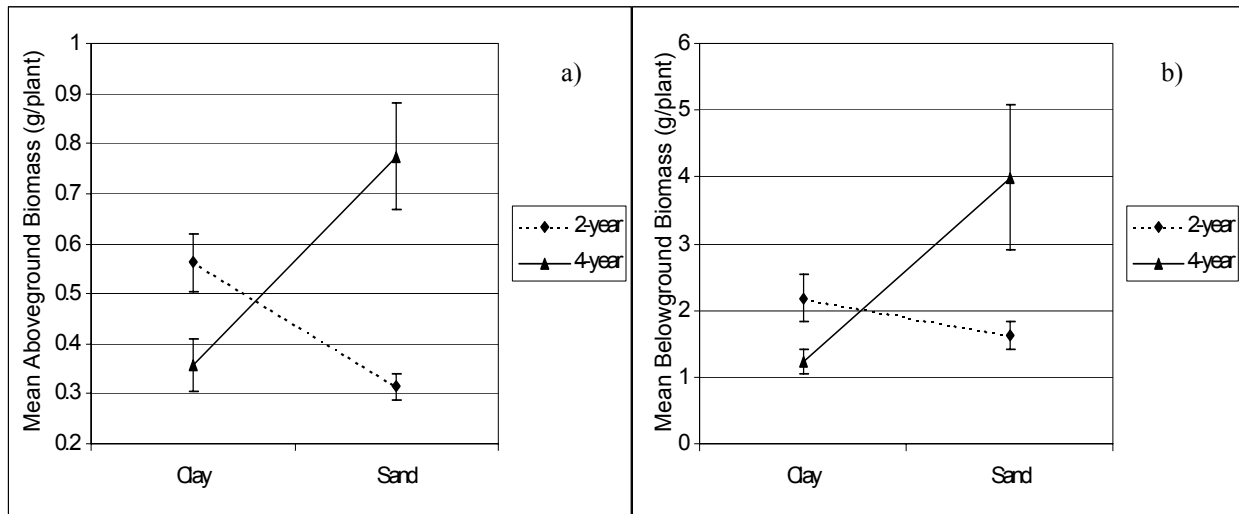 Mean Aboveground Biomass (g/plant)
1
0.9
0.8
0.7
0.6
0.5
0.4
0.3
0.2
Clay
Sand
a)
2-year
4-year
Mean Belowground Biomass (g/plant)
6
5
4
3
2
1
0
Clay
Sand
b)
2-year
4-year